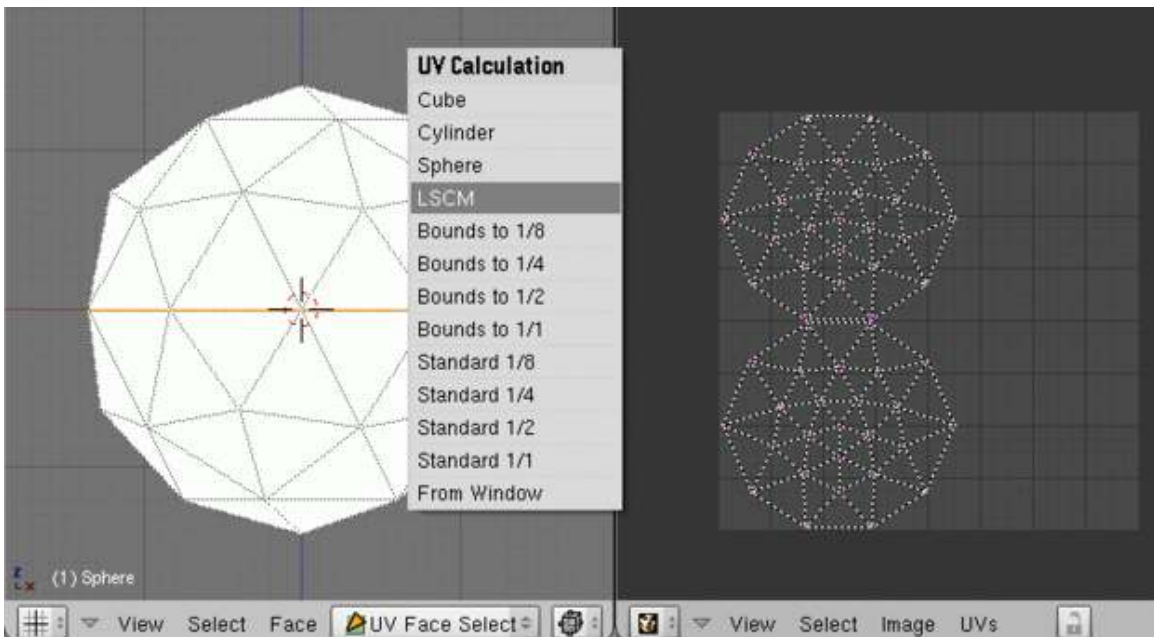 UV Calculation
Cube
Cylinder
Sphere
LSCM
Bounds to 1/8
Bounds to 1/4
Bounds to 1/2
Bounds to 1/1
Standard 1/8
Standard 1/4
Standard 1/2
Standard 1/1
From Window
z
x
(1) Sphere
View Select Face UV Face Select
View Select Image UVs